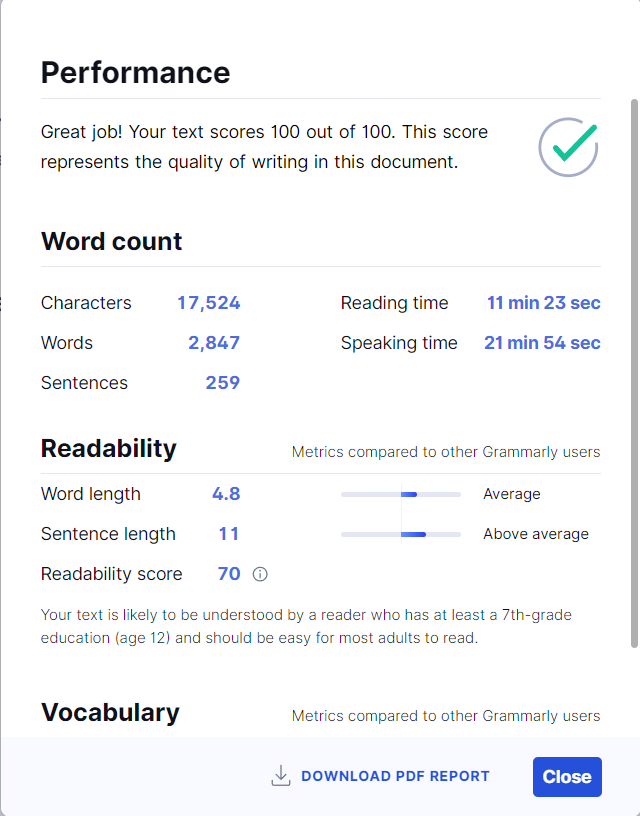 Performance
Great job! Your text scores 100 out of 100. This score
represents the quality of writing in this document.
Word count
Characters 17,524 Reading time 11 min 23 sec
Words 2,847 Speaking time 21 min 54 sec
Sentences 259
Readability Metrics compared to other Grammarly users
Word length 4.8 Average
Sentence length 11 Above average
Readability score 70
Your text is likely to be understood by a reader who has at least a 7th-grade
education (age 12) and should be easy for most adults to read.
Vocabulary Metrics compared to other Grammarly users
DOWNLOAD PDF REPORT Close